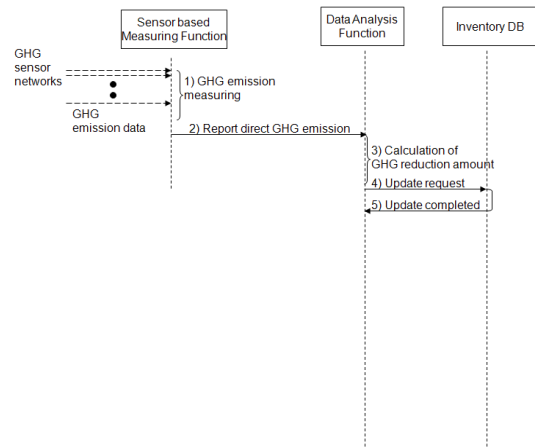 Sensor based
Measuring Function
Data Analysis
Function
Inventory DB
GHG
sensor
networks
1) GHG emission
measuring
GHG
emission data
2) Report direct GHG emission
3) Calculation of
GHG reduction amount
4) Update request
5) Update completed